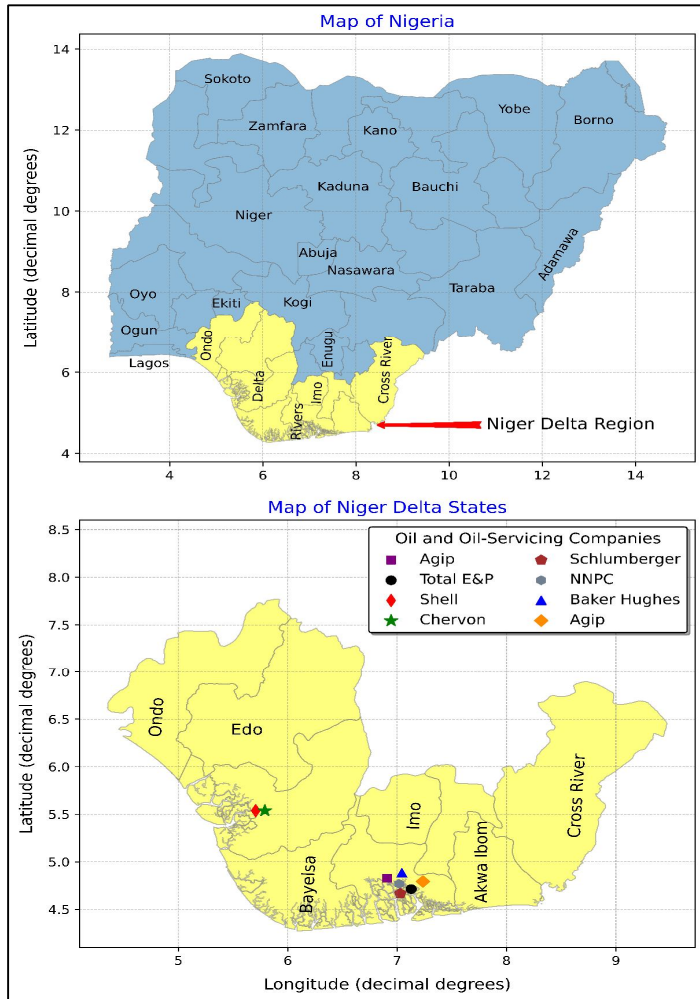 Map of Nigeria
Latitude (decimal degrees)
14
12
10
8
6
4
Sokoto
Zamfara
Kano
Yobe
Borno
Kaduna
Bauchi
Niger
Adamawa
Abuja
Nasawara
Oyo
Ekiti
Kogi
Taraba
Ogun
Lagos
Ondo
Enugu
Cross River
Delta
Imo
Rivers
Niger Delta Region
4 6 8 10 12 14
Map of Niger Delta States
Latitude (decimal degrees)
8.5
8.0
7.5
7.0
6.5
6.0
5.5
5.0
4.5
Oil and Oil-Servicing Companies
Agip Schlumberger
Total E&P NNPC
Shell Baker Hughes
Chervon Agip
Ondo
Edo
Imo
Cross River
Bayelsa
Akwa Ibom
5 6 7 8 9
Longitude (decimal degrees)